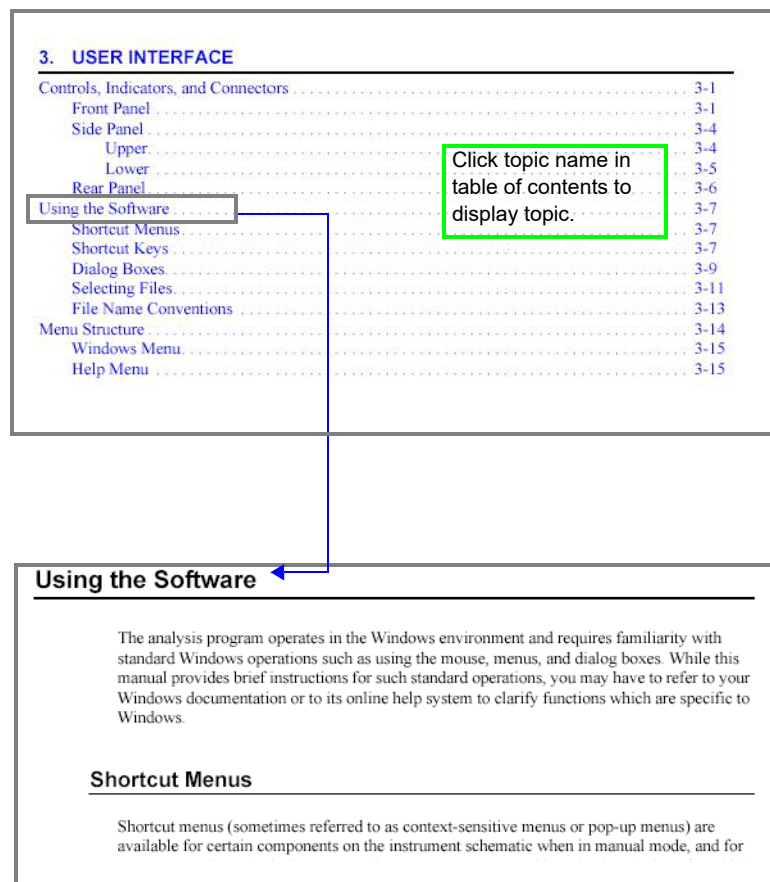 3. USER INTERFACE
Controls, Indicators, and Connectors . . . . . . . . . . 3-1
Front Panel . . . . . . . . . . 3-1
Side Panel . . . . . . . . . . 3-4
Upper . . . . . . . . . . 3-4
Lower . . . . . . . . . . 3-5
Rear Panel . . . . . . . . . . 3-6
Using the Software . . . . . . . . . . 3-7
Shortcut Menus . . . . . . . . . . 3-7
Shortcut Keys . . . . . . . . . . 3-7
Dialog Boxes . . . . . . . . . . 3-9
Selecting Files . . . . . . . . . . 3-11
File Name Conventions . . . . . . . . . . 3-13
Menu Structure . . . . . . . . . . 3-14
Windows Menu . . . . . . . . . . 3-15
Help Menu . . . . . . . . . . 3-15
Click topic name in
table of contents to
display topic.
Using the Software
The analysis program operates in the Windows environment and requires familiarity with
standard Windows operations such as using the mouse, menus, and dialog boxes. While this
manual provides brief instructions for such standard operations, you may have to refer to your
Windows documentation or to its online help system to clarify functions which are specific to
Windows.
Shortcut Menus
Shortcut menus (sometimes referred to as context-sensitive menus or pop-up menus) are
available for certain components on the instrument schematic when in manual mode, and for